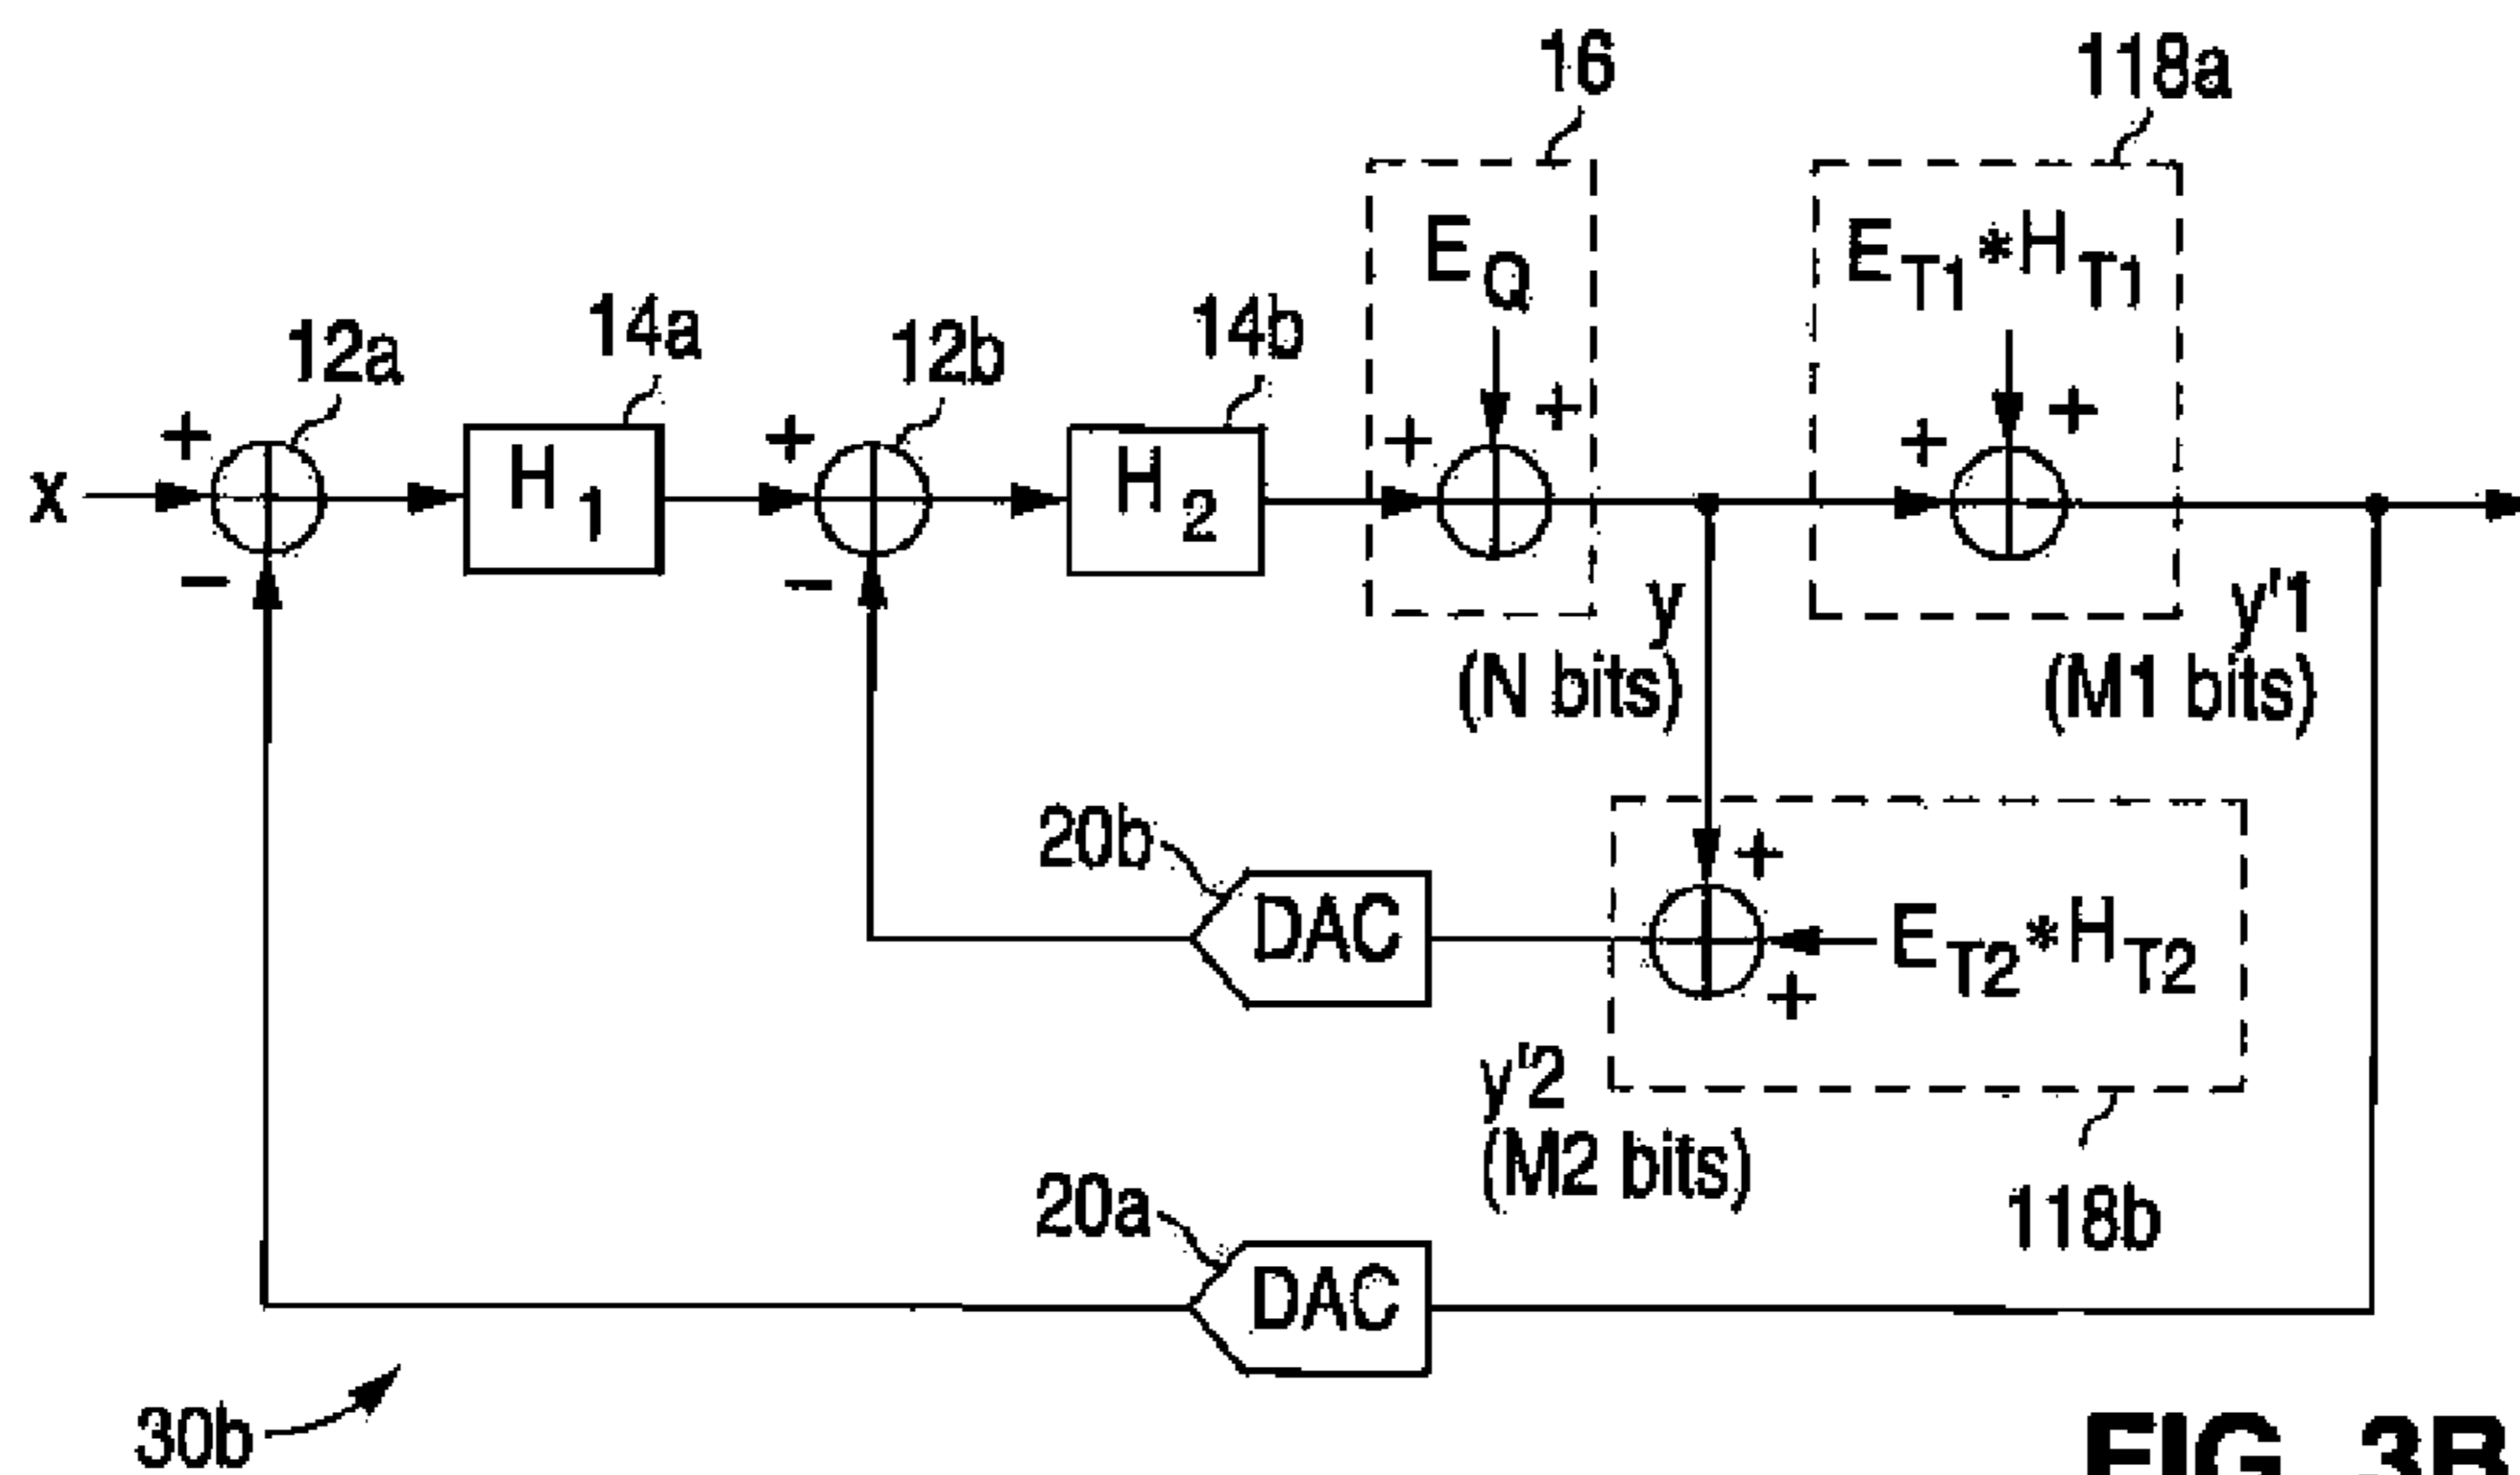 16
118a
E Q
E T1 * H T1
12a
14a
12b
14b
+
+
+
+
+
+
x
H 1
H 2
−
−
y
(N bits)
y'1
(M1 bits)
20b
DAC
+
E T2 * H T2
+
y'2
(M2 bits)
118b
20a
DAC
30b
FIG. 3B